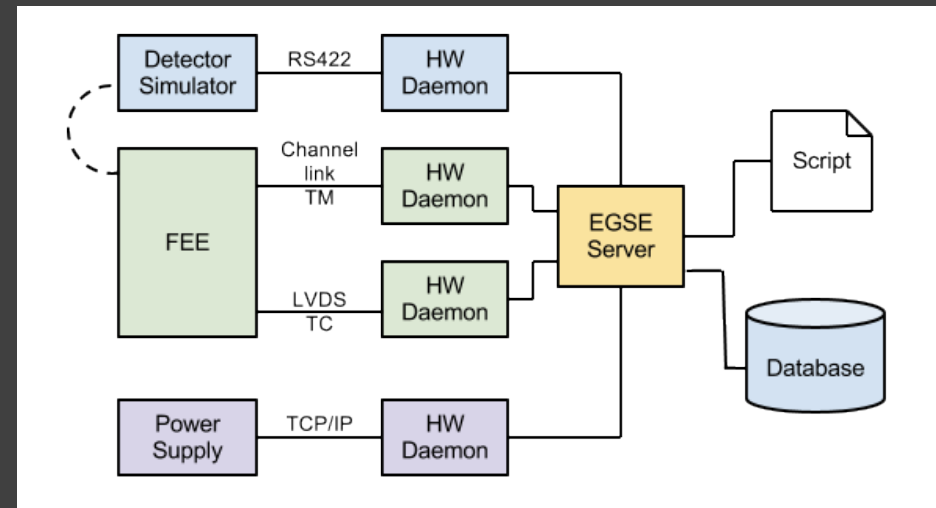 Detector
Simulator
RS422
HW
Daemon
Channel
link
TM
HW
Daemon
Script
FEE
EGSE
Server
LVDS
TC
HW
Daemon
Database
Power
Supply
TCP/IP
HW
Daemon